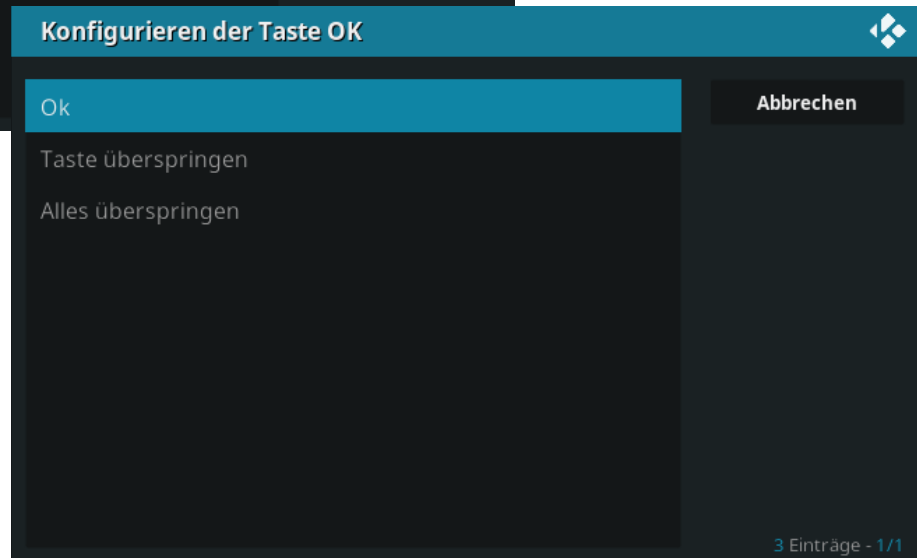 Konfigurieren der Taste OK
Ok
Abbrechen
Taste überspringen
Alles überspringen
3 Einträge - 1/1